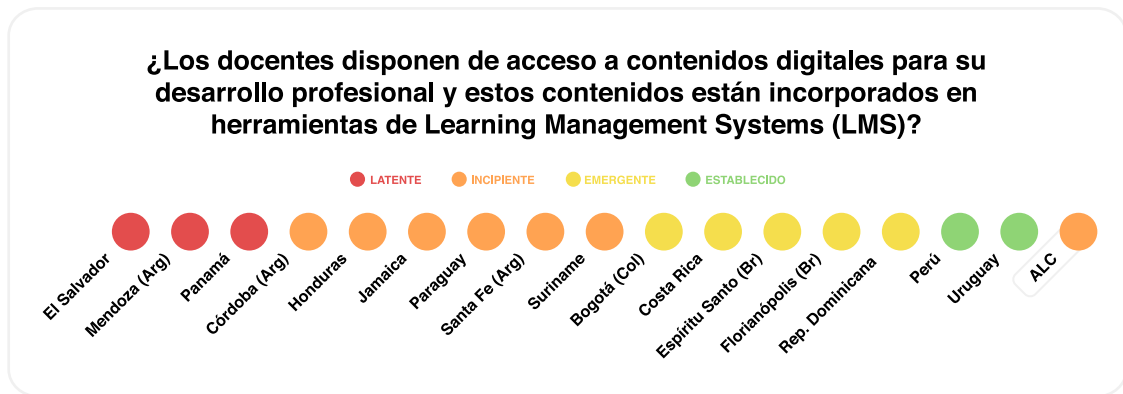 ¿Los docentes disponen de acceso a contenidos digitales para su
desarrollo profesional y estos contenidos están incorporados en
herramientas de Learning Management Systems (LMS)?
LATENTE
INCIPIENTE
EMERGENTE
ESTABLECIDO
El Salvador
Mendoza (Arg)
Panamá
Córdoba (Arg)
Honduras
Jamaica
Paraguay
Santa Fe (Arg)
Suriname
Bogotá (Col)
Costa Rica
Espíritu Santo (Br)
Florianópolis (Br)
Rep. Dominicana
Perú
Uruguay
ALC